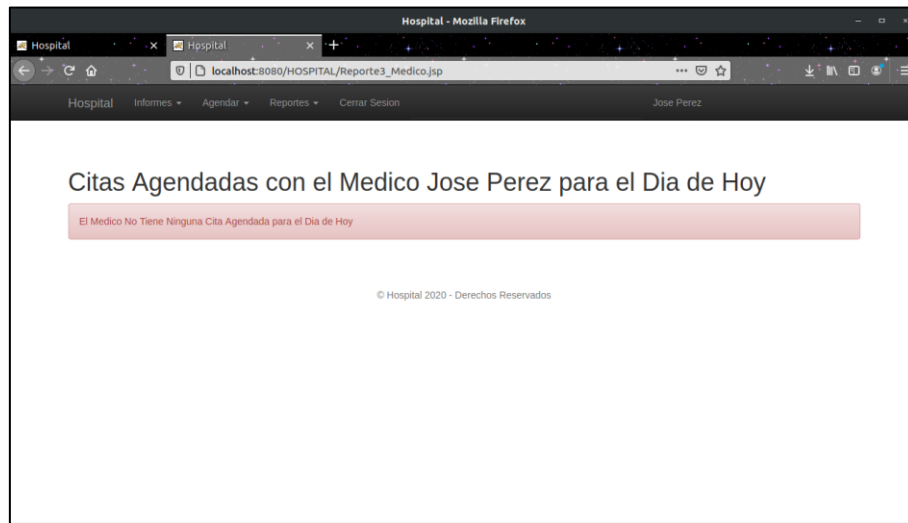 Hospital - Mozilla Firefox
Hospital
Hospital
localhost:8080/HOSPITAL/Reporte3_Medico.jsp
Hospital Informes Agendar Reportes Cerrar Sesion Jose Perez
Citas Agendadas con el Medico Jose Perez para el Dia de Hoy
El Medico No Tiene Ninguna Cita Agendada para el Dia de Hoy
© Hospital 2020 - Derechos Reservados